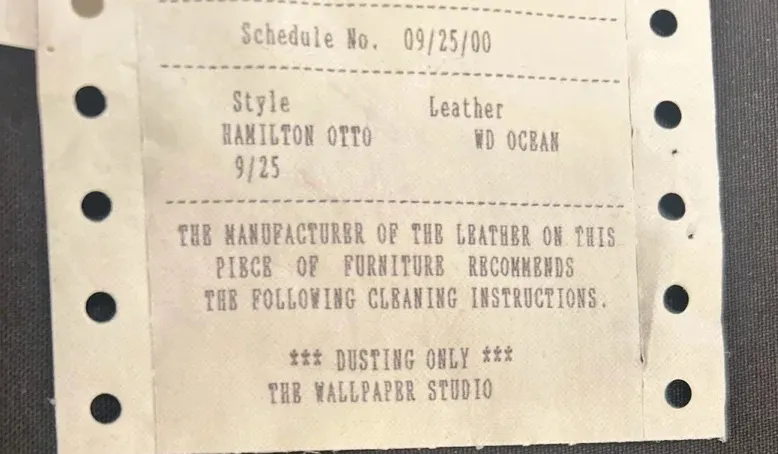 Schedule No. 09/25/00
Style Leather
HAMILTON OTTO WD OCEAN
9/25
THE MANUFACTURER OF THE LEATHER ON THIS
PIECE OF FURNITURE RECOMMENDS
THE FOLLOWING CLEANING INSTRUCTIONS.
*** DUSTING ONLY ***
THE WALLPAPER STUDIO